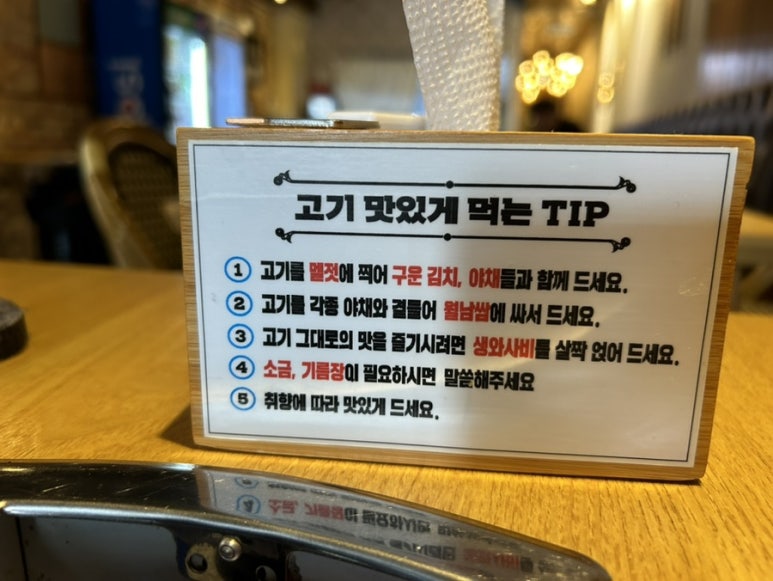 고기 맛있게 먹는 TIP
1 고기를 멜젓에 찍어 구운 김치, 야채들과 함께 드세요.
2 고기를 각종 야채와 곁들어 월남쌈에 싸서 드세요.
3 고기 그대로의 맛을 즐기시려면 생와사비를 살짝 얹어 드세요.
4 소금, 기름장이 필요하시면 말씀해주세요
5 취향에 따라 맛있게 드세요.